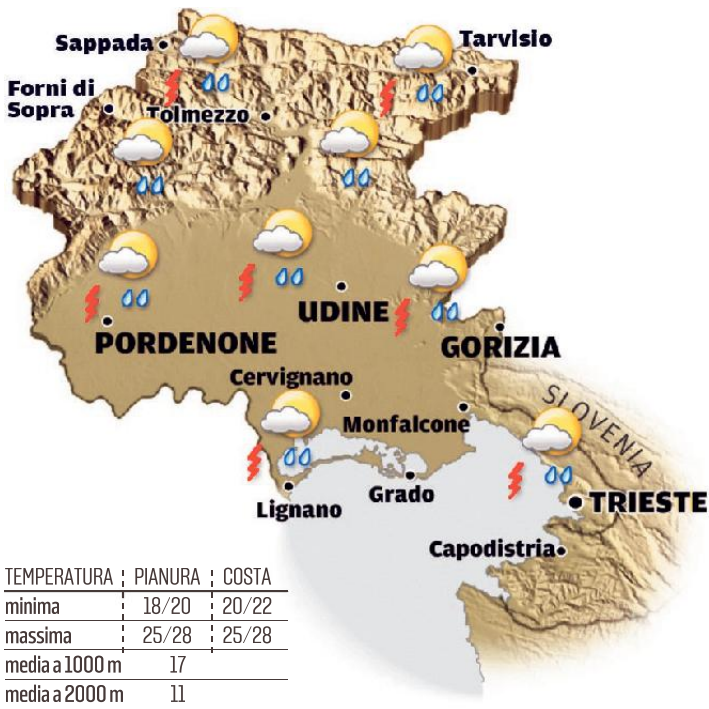 Sappada
Tarvisio
Forni di
Sopra
Tolmezzo
UDINE
PORDENONE
GORIZIA
Cervignano
Monfalcone
SLOVENIA
Grado
Lignano
TRIESTE
Capodistria
TEMPERATURA PIANURA COSTA
minima 18/20 20/22
massima 25/28 25/28
media a 1000 m 17
media a 2000 m 11